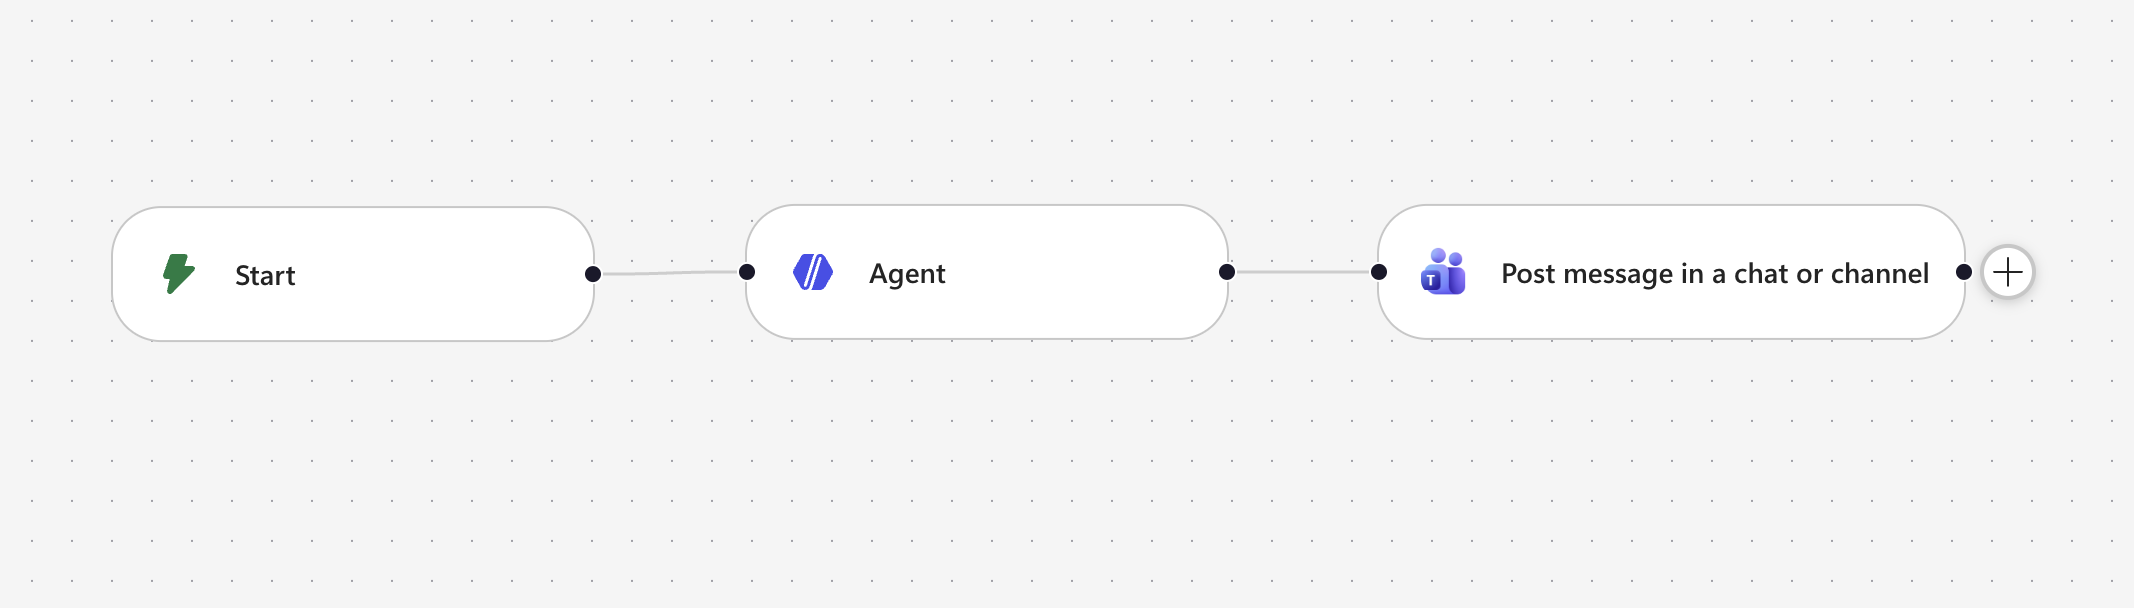 Start
Agent
T
Post message in a chat or channel